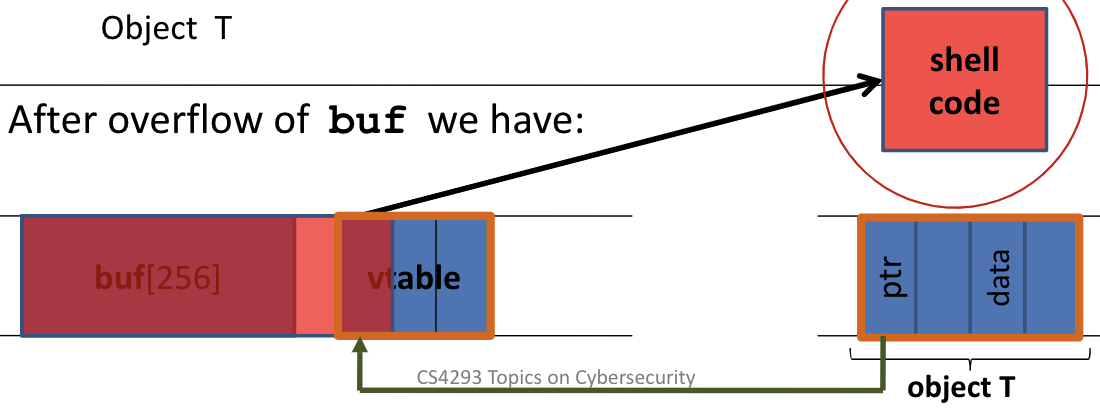 Object T
shell
code
After overflow of buf we have:
buf[256]
vtable
ptr
data
CS4293 Topics on Cybersecurity
object T